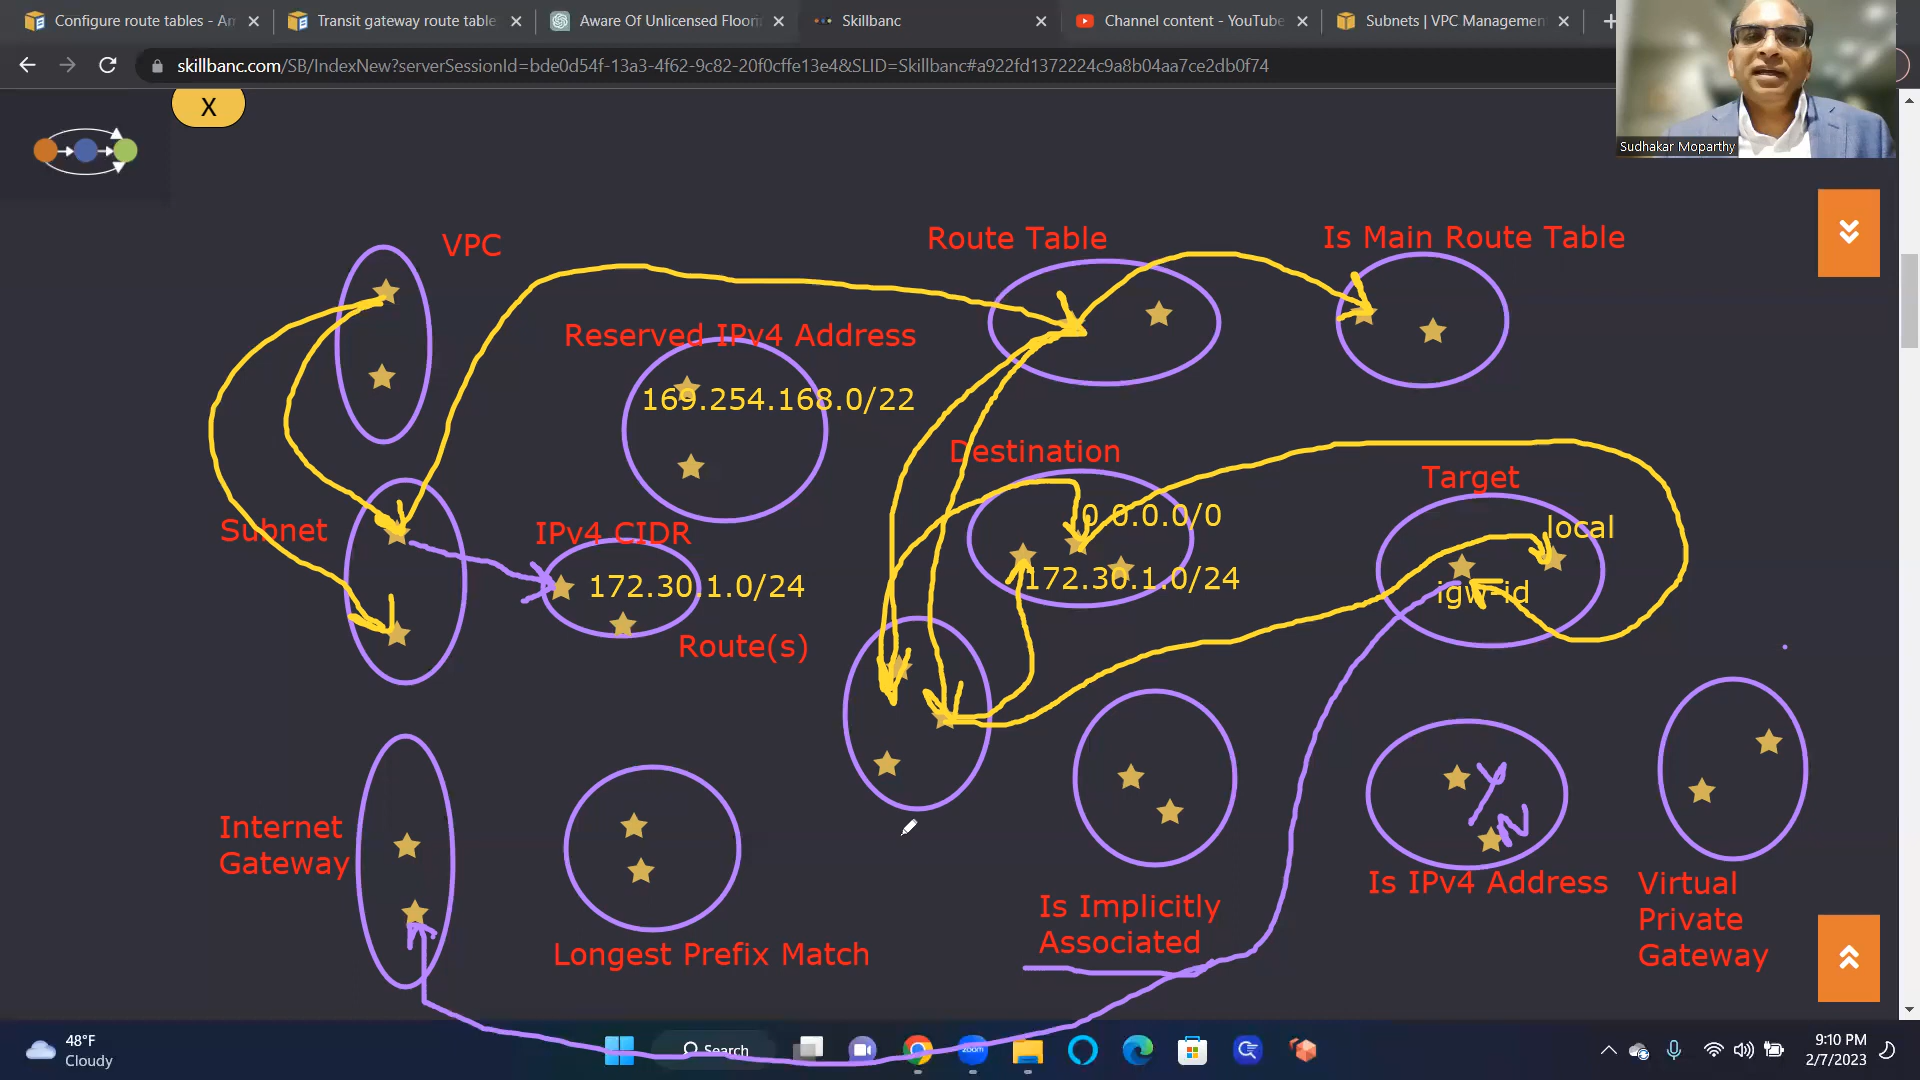 Configure route tables - Am
Transit gateway route table
Aware Of Unlicensed Floori
Skillbanc
Channel content - YouTube
Subnets | VPC Managemen
skillbanc.com/SB/IndexNew?serverSessionId=bde0d54f-13a3-4f62-9c82-20f0cffe13e4&SLID=Skillbanc#a922fd1372224c9a8b04aa7ce2db0f74
X
Sudhakar Moparthy
VPC
Route Table
Is Main Route Table
Reserved IPv4 Address
169.254.168.0/22
Destination
Target
0.0.0.0/0
local
Subnet
IPv4 CIDR
172.30.1.0/24
172.30.1.0/24
igw-id
Route(s)
Y
N
Internet
Gateway
Is IPv4 Address
Virtual
Private
Gateway
Is Implicitly
Associated
Longest Prefix Match
48°F
Cloudy
Search
zoom
9:10 PM
2/7/2023